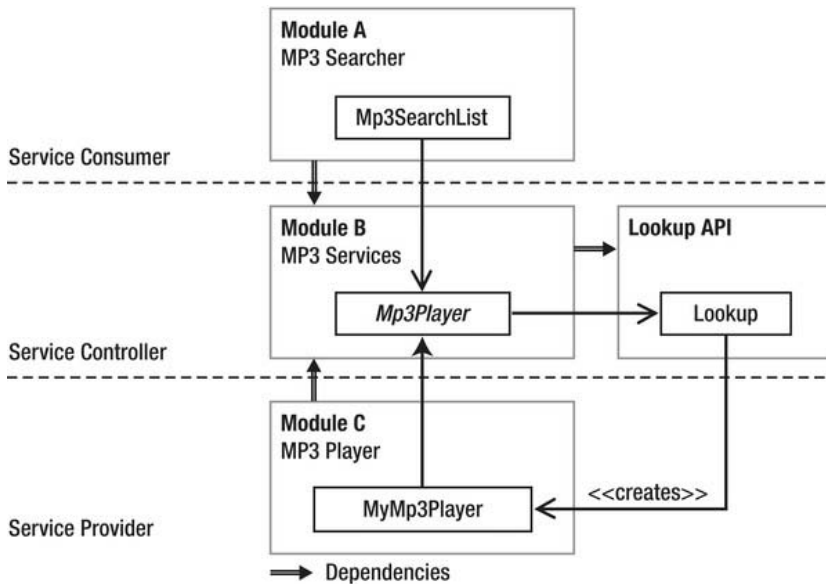 Module A
MP3 Searcher
Mp3SearchList
Service Consumer
Module B
MP3 Services
Lookup API
Mp3Player
Lookup
Service Controller
Module C
MP3 Player
<<creates>>
MyMp3Player
Service Provider
Dependencies